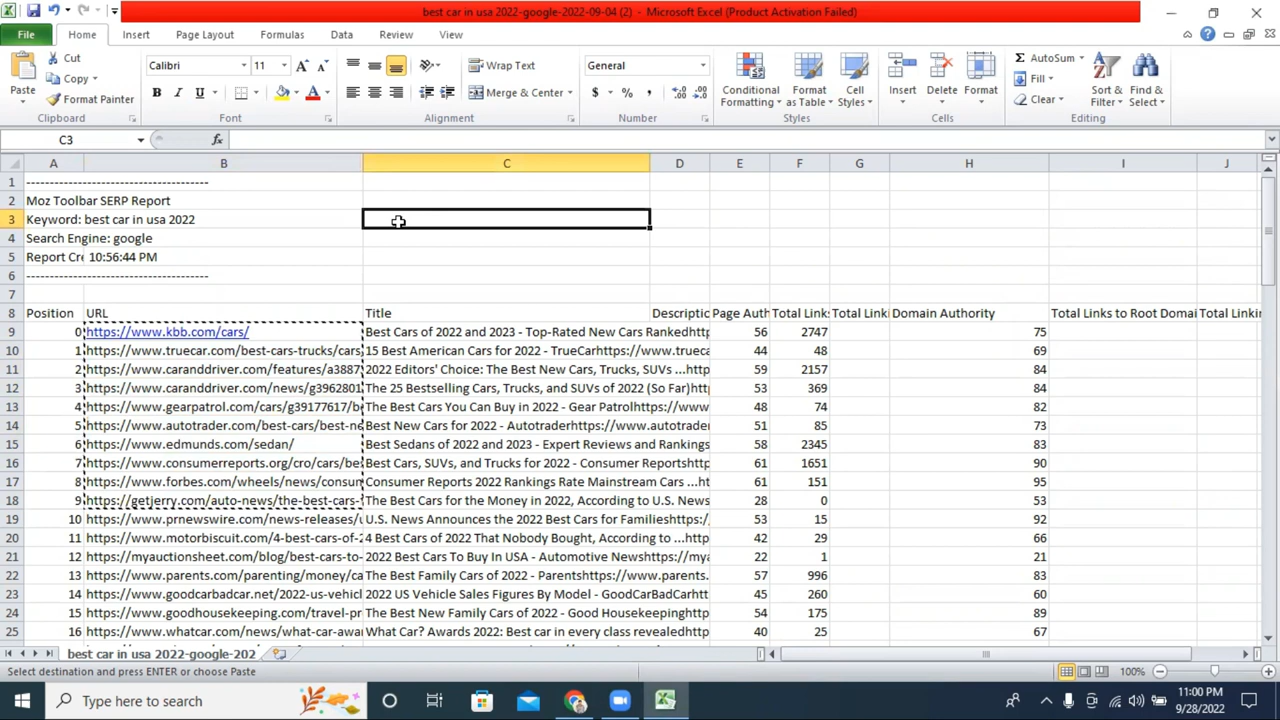 best car in usa 2022-google-2022-09-04 (2) - Microsoft Excel (Product Activation Failed)
File Home Insert Page Layout Formulas Data Review View
Cut
Copy
Format Painter
Paste
Clipboard
Calibri 11
B I U
Font
Wrap Text
Merge & Center
Alignment
General
$ % ,
Number
Conditional Formatting
Format as Table
Cell Styles
Styles
Insert Delete Format
Cells
AutoSum
Fill
Clear
Sort & Filter
Find & Select
Editing
C3 fx
A B C D E F G H I J
1 ---------------------------------------
2 Moz Toolbar SERP Report
3 Keyword: best car in usa 2022
4 Search Engine: google
5 Report Cre 10:56:44 PM
6 ---------------------------------------
7
8 Position URL Title Descriptio Page Auth Total Links Total Link Domain Authority Total Links to Root Doma Total Linkin
9 0 https://www.kbb.com/cars/ Best Cars of 2022 and 2023 - Top-Rated New Cars Rankedhttp 56 2747 75
10 1 https://www.truecar.com/best-cars-trucks/cars 15 Best American Cars for 2022 - TrueCarhttps://www.trueca 44 48 69
11 2 https://www.caranddriver.com/features/a3887 2022 Editors' Choice: The Best New Cars, Trucks, SUVs ...http 59 2157 84
12 3 https://www.caranddriver.com/news/g3962801 The 25 Bestselling Cars, Trucks, and SUVs of 2022 (So Far)http 53 369 84
13 4 https://www.gearpatrol.com/cars/g39177617/be The Best Cars You Can Buy in 2022 - Gear Patrolhttps://www 48 74 82
14 5 https://www.autotrader.com/best-cars/best-ne Best New Cars for 2022 - Autotraderhttps://www.autotrader 51 85 73
15 6 https://www.edmunds.com/sedan/ Best Sedans of 2022 and 2023 - Expert Reviews and Rankings 58 2345 83
16 7 https://www.consumerreports.org/cro/cars/be Best Cars, SUVs, and Trucks for 2022 - Consumer Reportshtt 61 1651 90
17 8 https://www.forbes.com/wheels/news/consun Consumer Reports 2022 Rankings Rate Mainstream Cars ...http 61 151 95
18 9 https://getjerry.com/auto-news/the-best-cars- The Best Cars for the Money in 2022, According to U.S. News 28 0 53
19 10 https://www.prnewswire.com/news-releases/u U.S. News Announces the 2022 Best Cars for Familieshttps:/ 53 15 92
20 11 https://www.motorbiscuit.com/4-best-cars-of-2 4 Best Cars of 2022 That Nobody Bought, According to ...http 42 29 66
21 12 https://myauctionsheet.com/blog/best-cars-to- 2022 Best Cars To Buy In USA - Automotive Newshttps://my 22 1 21
22 13 https://www.parents.com/parenting/money/ca The Best Family Cars of 2022 - Parentshttps://www.parents. 57 996 83
23 14 https://www.goodcarbadcar.net/2022-us-vehicl 2022 US Vehicle Sales Figures By Model - GoodCarBadCarhtt 45 260 60
24 15 https://www.goodhousekeeping.com/travel-pr The Best New Family Cars of 2022 - Good Housekeeping http 54 175 89
25 16 https://www.whatcar.com/news/what-car-awar What Car? Awards 2022: Best car in every class revealedhttp 40 25 67
best car in usa 2022-google-202
Select destination and press ENTER or choose Paste 100%
Type here to search
11:00 PM
9/28/2022